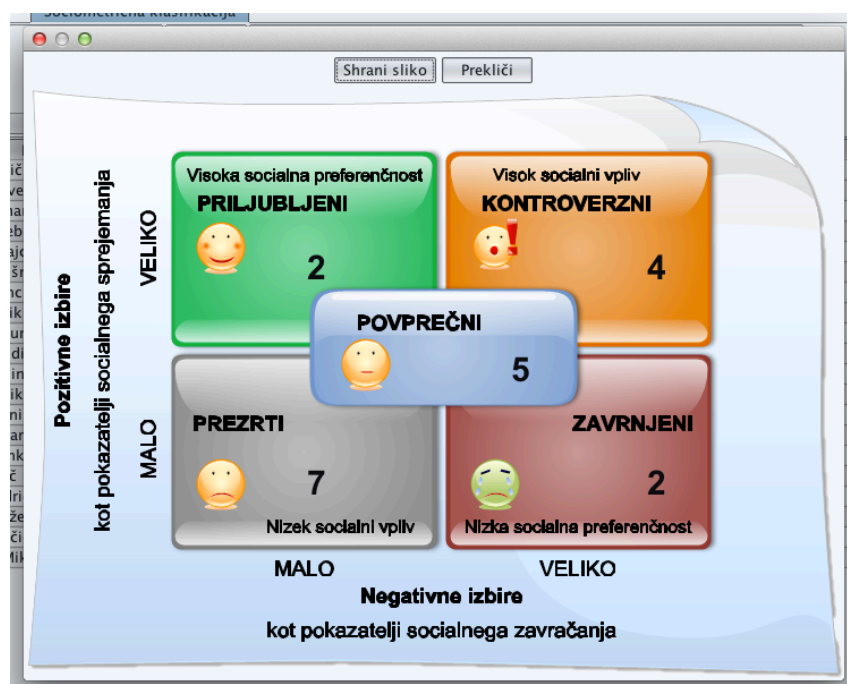 Sociometrična klasifikacija
Shrani sliko
Prekliči
Visoka socialna preferenčnost
PRILJUBLJENI
2
Visok socialni vpliv
KONTROVERZNI
4
POVPREČNI
5
PREZRTI
7
Nizek socialni vpliv
ZAVRNJENI
2
Nizka socialna preferenčnost
Pozitivne izbire
kot pokazatelji socialnega sprejemanja
VELIKO
MALO
MALO
VELIKO
Negativne izbire
kot pokazatelji socialnega zavračanja